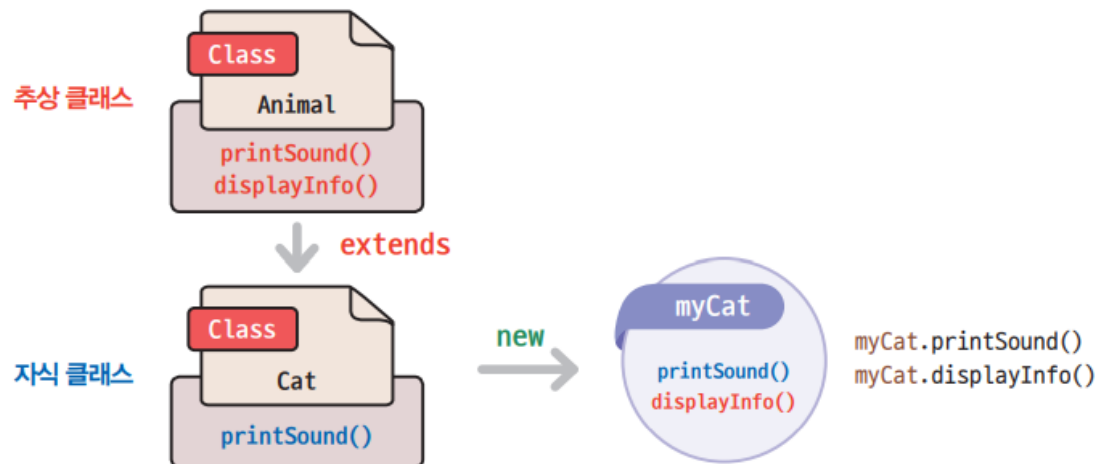 Class
추상 클래스
Animal
printSound()
displayInfo()
extends
Class
자식 클래스
Cat
printSound()
new
myCat
printSound()
displayInfo()
myCat.printSound()
myCat.displayInfo()